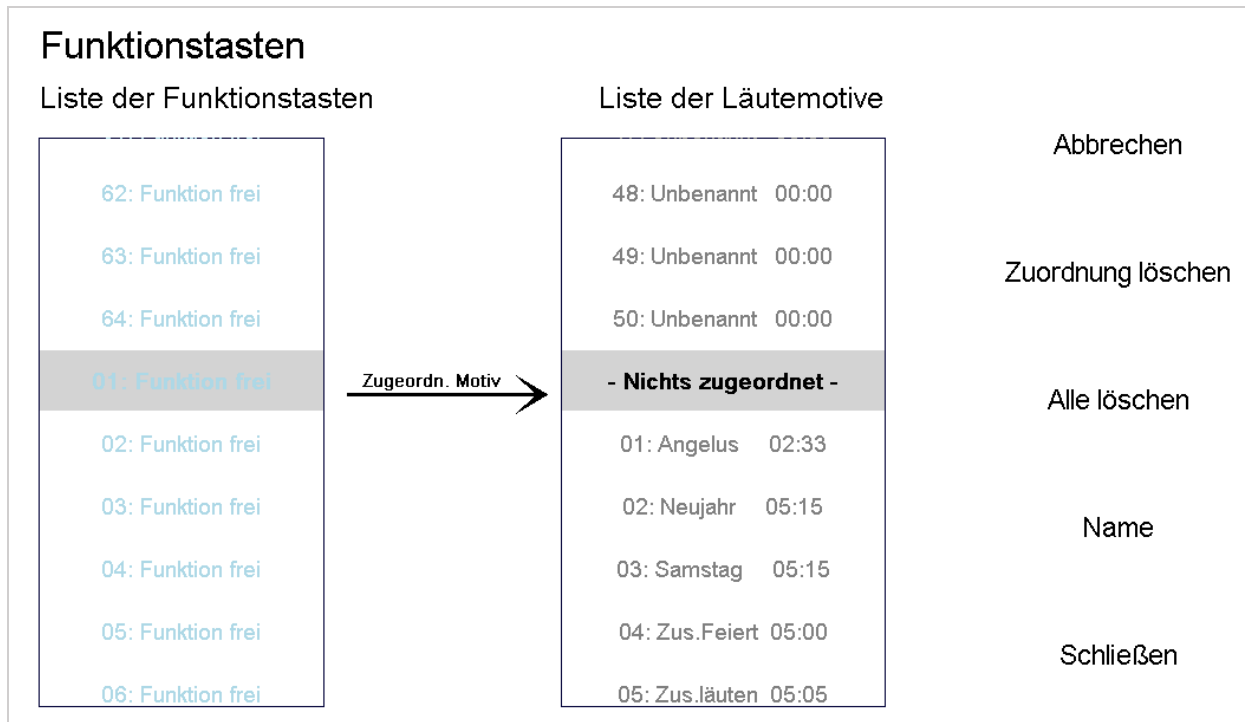 Funktionstasten
Liste der Funktionstasten
62: Funktion frei
63: Funktion frei
64: Funktion frei
01: Funktion frei
02: Funktion frei
03: Funktion frei
04: Funktion frei
05: Funktion frei
06: Funktion frei
Zugeordn. Motiv
Liste der Läutemotive
48: Unbenannt 00:00
49: Unbenannt 00:00
50: Unbenannt 00:00
- Nichts zugeordnet -
01: Angelus 02:33
02: Neujahr 05:15
03: Samstag 05:15
04: Zus.Feiert 05:00
05: Zus.läuten 05:05
Abbrechen
Zuordnung löschen
Alle löschen
Name
Schließen